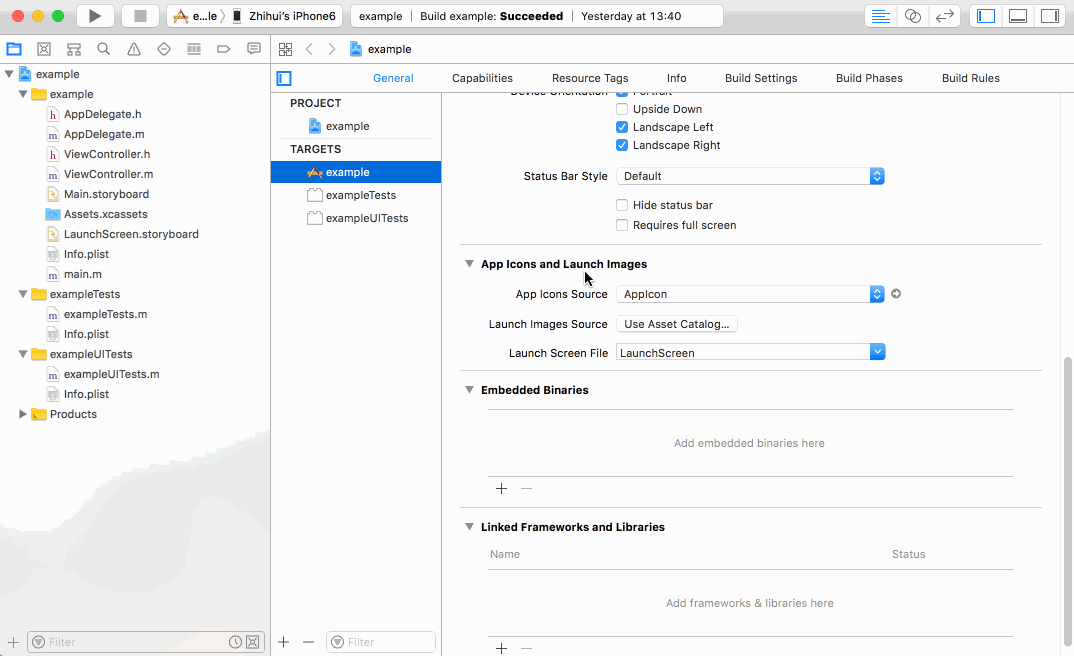 e...le 〉 Zhihui's iPhone6
example | Build example: Succeeded | Yesterday at 13:40
example
General Capabilities Resource Tags Info Build Settings Build Phases Build Rules
example
example
AppDelegate.h
AppDelegate.m
ViewController.h
ViewController.m
Main.storyboard
Assets.xcassets
LaunchScreen.storyboard
Info.plist
main.m
exampleTests
exampleTests.m
Info.plist
exampleUITests
exampleUITests.m
Info.plist
Products
Filter
PROJECT
example
TARGETS
example
exampleTests
exampleUITests
Filter
Device Orientation Portrait
Upside Down
Landscape Left
Landscape Right
Status Bar Style Default
Hide status bar
Requires full screen
App Icons and Launch Images
App Icons Source AppIcon
Launch Images Source Use Asset Catalog...
Launch Screen File LaunchScreen
Embedded Binaries
Add embedded binaries here
Linked Frameworks and Libraries
Name Status
Add frameworks & libraries here